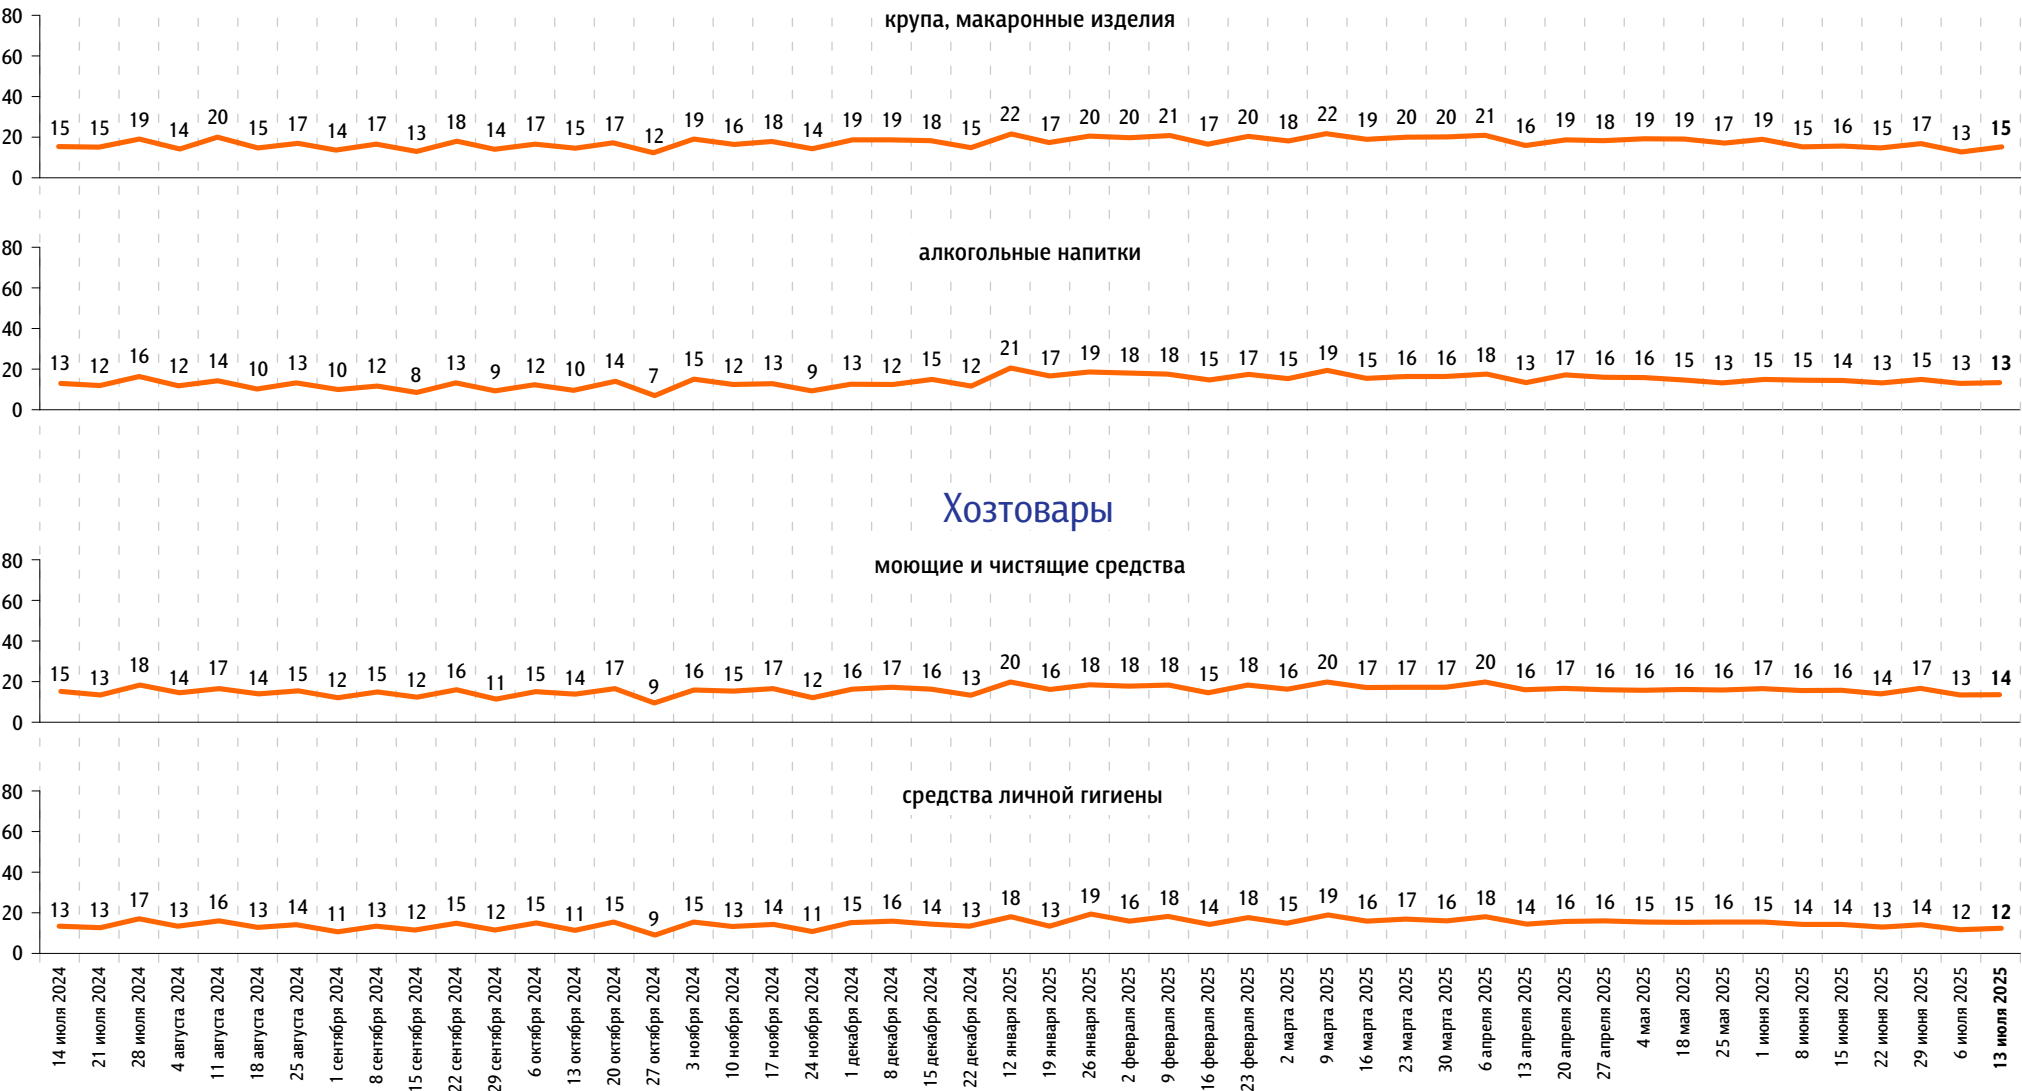 крупа, макаронные изделия
80
60
40
20
0
15 15 19 14 20 15 17 14 17 13 18 14 17 15 17 12 19 16 18 14 19 19 18 15 22 17 20 20 21 17 20 18 22 19 20 20 21 16 19 18 19 19 17 19 15 16 15 17 13 15
алкогольные напитки
80
60
40
20
0
13 12 16 12 14 10 13 10 12 8 13 9 12 10 14 7 15 12 13 9 13 12 15 12 21 17 19 18 18 15 17 15 19 15 16 16 18 13 17 16 16 15 13 15 15 14 13 15 13 13
Хозтовары
моющие и чистящие средства
80
60
40
20
0
15 13 18 14 17 14 15 12 15 12 16 11 15 14 17 9 16 15 17 12 16 17 16 13 20 16 18 18 18 15 18 16 20 17 17 17 20 16 17 16 16 16 16 17 16 16 14 17 13 14
средства личной гигиены
80
60
40
20
0
13 13 17 13 16 13 14 11 13 12 15 12 15 11 15 9 15 13 14 11 15 16 14 13 18 13 19 16 18 14 18 15 19 16 17 16 18 14 16 16 15 15 16 15 14 14 13 14 12 12
14 июля 2024
21 июля 2024
28 июля 2024
4 августа 2024
11 августа 2024
18 августа 2024
25 августа 2024
1 сентября 2024
8 сентября 2024
15 сентября 2024
22 сентября 2024
29 сентября 2024
6 октября 2024
13 октября 2024
20 октября 2024
27 октября 2024
3 ноября 2024
10 ноября 2024
17 ноября 2024
24 ноября 2024
1 декабря 2024
8 декабря 2024
15 декабря 2024
22 декабря 2024
12 января 2025
19 января 2025
26 января 2025
2 февраля 2025
9 февраля 2025
16 февраля 2025
23 февраля 2025
2 марта 2025
9 марта 2025
16 марта 2025
23 марта 2025
30 марта 2025
6 апреля 2025
13 апреля 2025
20 апреля 2025
27 апреля 2025
4 мая 2025
18 мая 2025
25 мая 2025
1 июня 2025
8 июня 2025
15 июня 2025
22 июня 2025
29 июня 2025
6 июля 2025
13 июля 2025